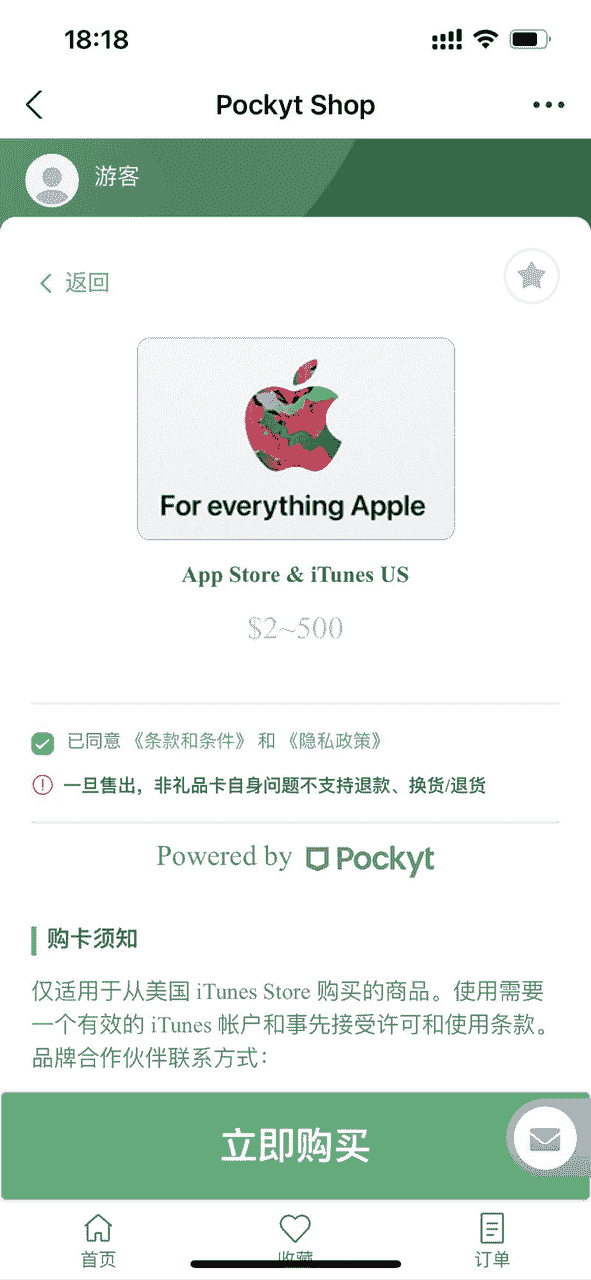 18:18
Pockyt Shop
游客
返回
For everything Apple
App Store & iTunes US
$2~500
已同意 《条款和条件》 和 《隐私政策》
一旦售出，非礼品卡自身问题不支持退款、换货/退货
Powered by Pockyt
购卡须知
仅适用于从美国 iTunes Store 购买的商品。使用需要
一个有效的 iTunes 帐户和事先接受许可和使用条款。
品牌合作伙伴联系方式：
立即购买
首页 收藏 订单